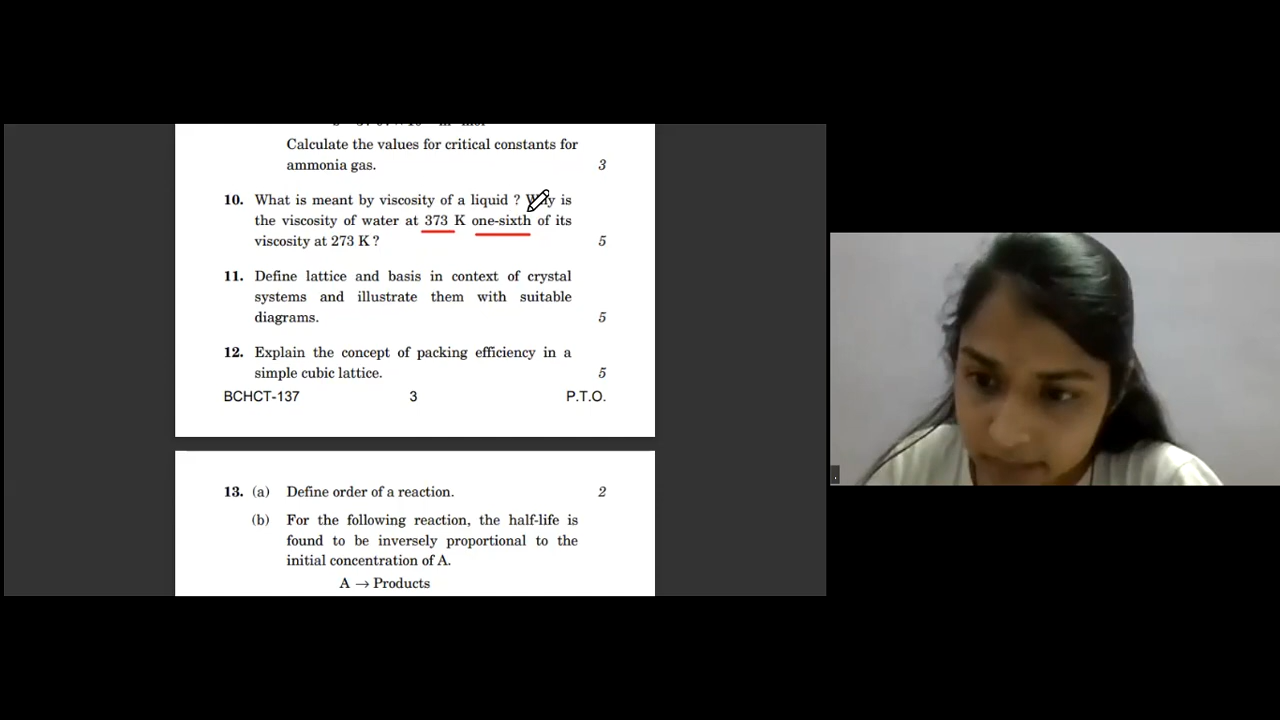 Calculate the values for critical constants for
ammonia gas. 3
10. What is meant by viscosity of a liquid ? Why is
the viscosity of water at 373 K one-sixth of its
viscosity at 273 K ? 5
11. Define lattice and basis in context of crystal
systems and illustrate them with suitable
diagrams. 5
12. Explain the concept of packing efficiency in a
simple cubic lattice. 5
BCHCT-137 3 P.T.O.
13. (a) Define order of a reaction. 2
(b) For the following reaction, the half-life is
found to be inversely proportional to the
initial concentration of A.
A → Products